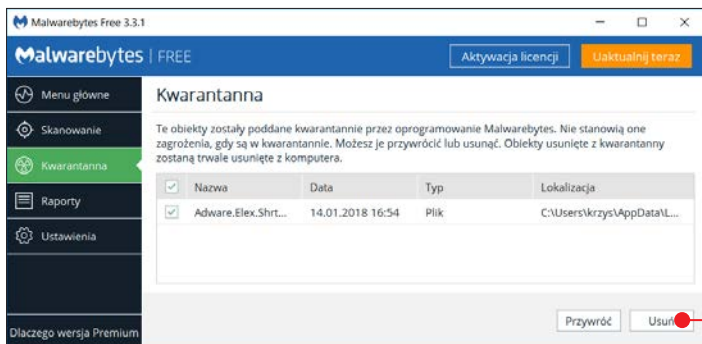 Malwarebytes Free 3.3.1
Malwarebytes | FREE
Aktywacja licencji
Uaktualnij teraz
Menu główne
Skanowanie
Kwarantanna
Raporty
Ustawienia
Dlaczego wersja Premium
Kwarantanna
Te obiekty zostały poddane kwarantannie przez oprogramowanie Malwarebytes. Nie stanowią one
zagrożenia, gdy są w kwarantannie. Możesz je przywrócić lub usunąć. Obiekty usunięte z kwarantanny
zostaną trwale usunięte z komputera.
Nazwa Data Typ Lokalizacja
Adware.Elex.Shrt... 14.01.2018 16:54 Plik C:\Users\krzys\AppData\L...
Przywróć
Usuń